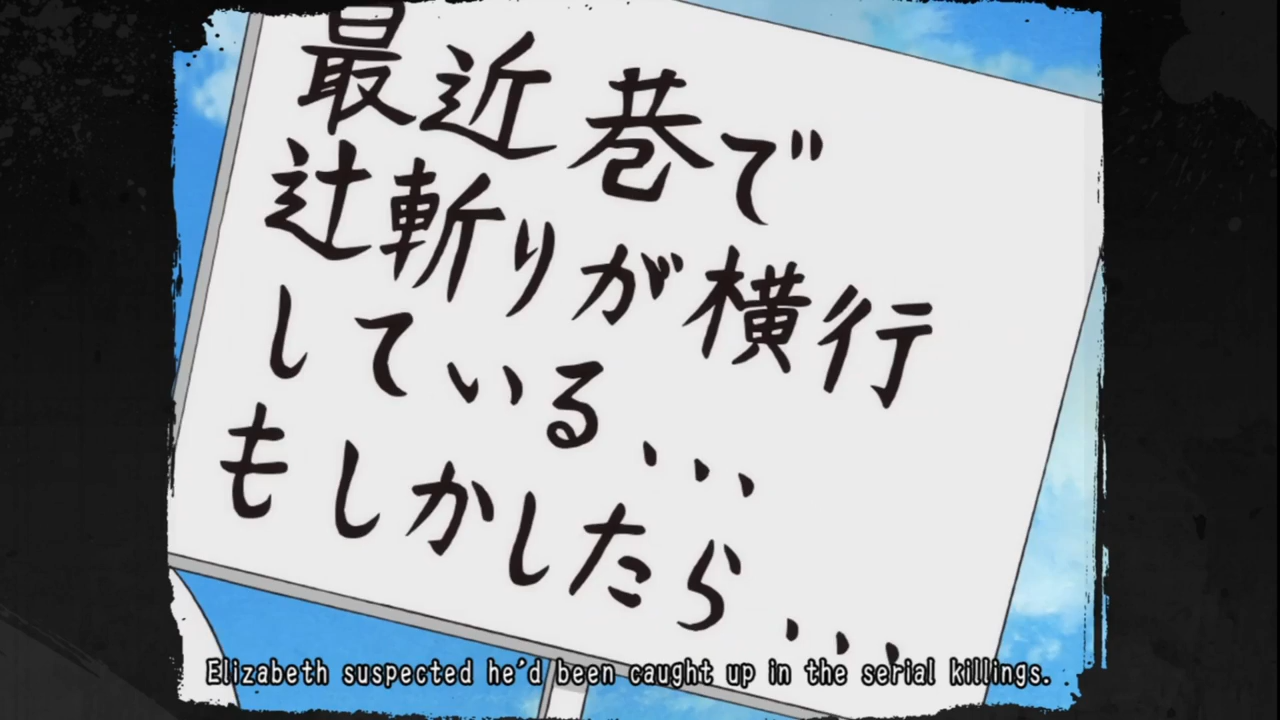 最近巷で
辻斬りが横行
している...
もしかしたら...
Elizabeth suspected he'd been caught up in the serial killings.